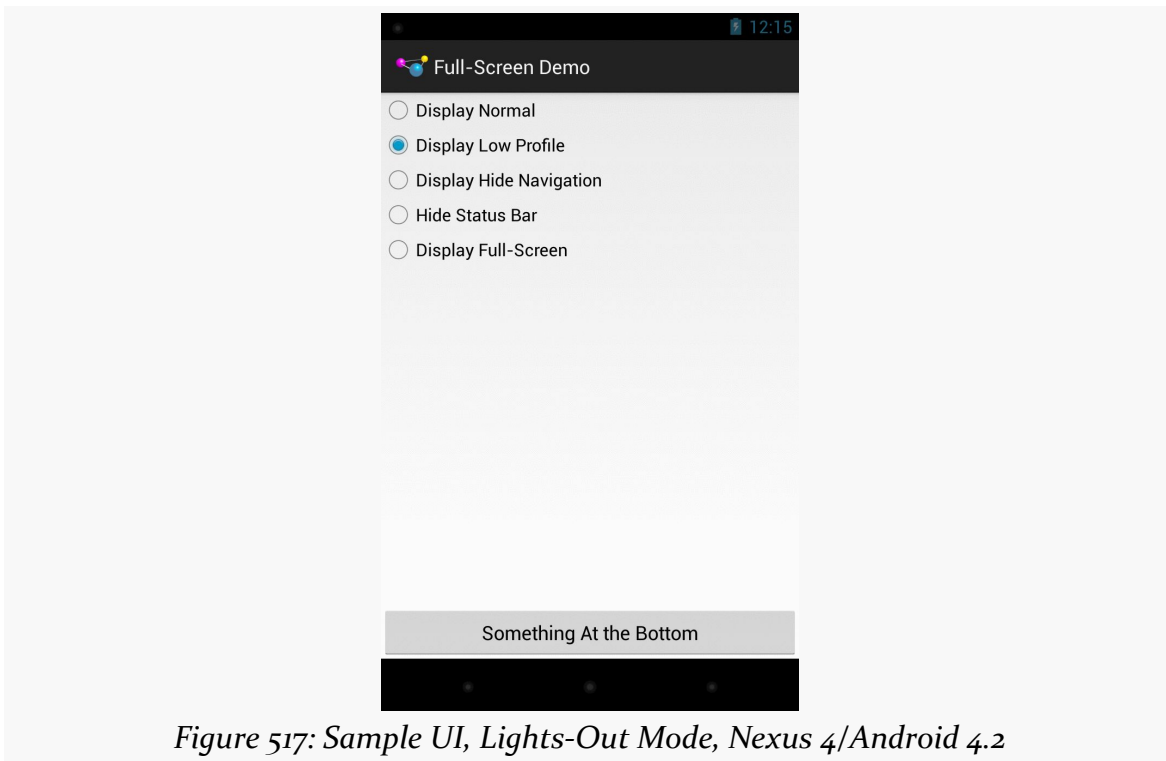 12:15
Full-Screen Demo
Display Normal
Display Low Profile
Display Hide Navigation
Hide Status Bar
Display Full-Screen
Something At the Bottom
Figure 517: Sample UI, Lights-Out Mode, Nexus 4/Android 4.2